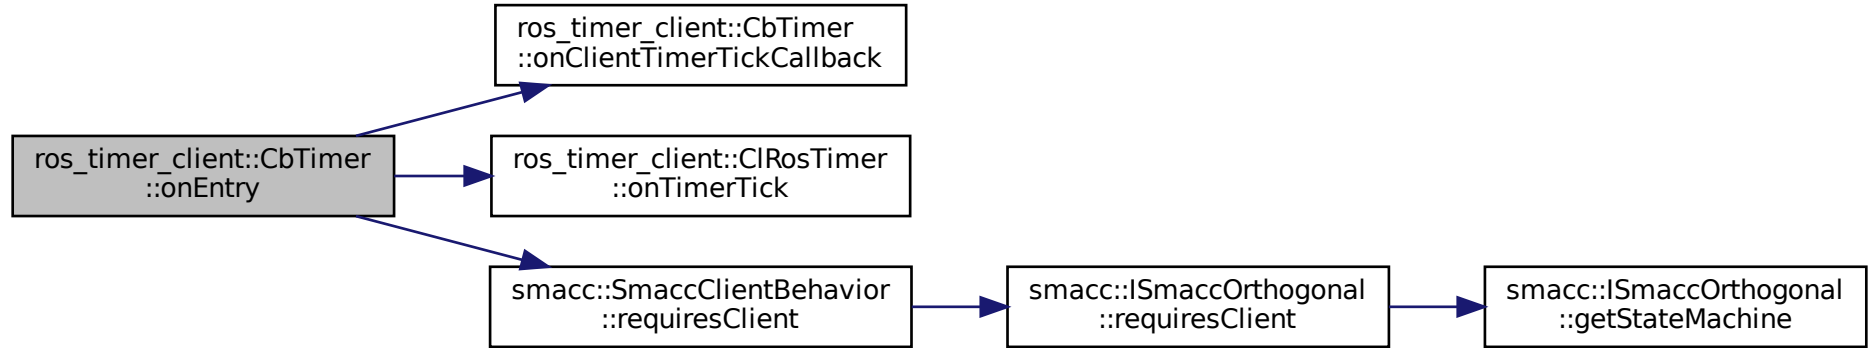 ros_timer_client::CbTimer
::onClientTimerTickCallback
ros_timer_client::CbTimer
::onEntry
ros_timer_client::ClRosTimer
::onTimerTick
smacc::SmaccClientBehavior
::requiresClient
smacc::ISmaccOrthogonal
::requiresClient
smacc::ISmaccOrthogonal
::getStateMachine